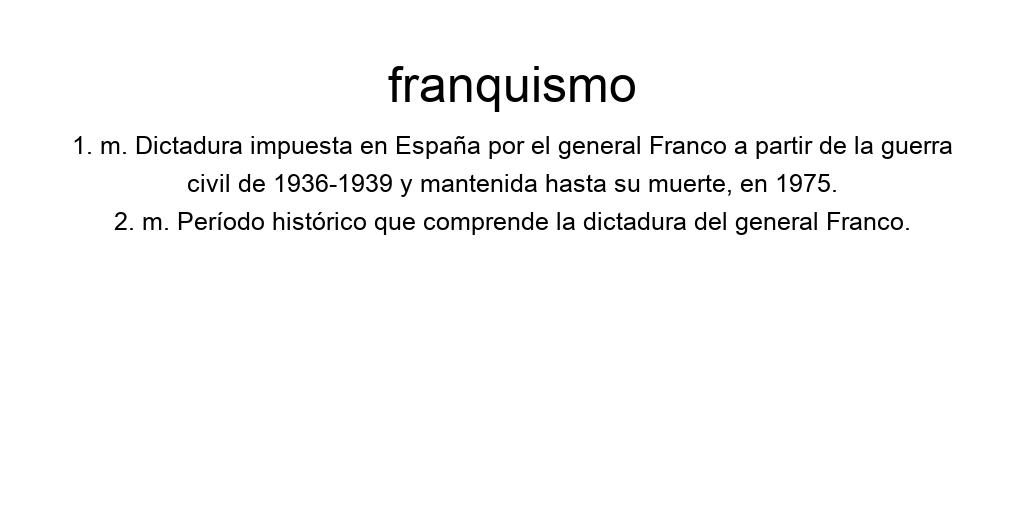 franquismo
1. m. Dictadura impuesta en España por el general Franco a partir de la guerra
civil de 1936-1939 y mantenida hasta su muerte, en 1975.
2. m. Período histórico que comprende la dictadura del general Franco.